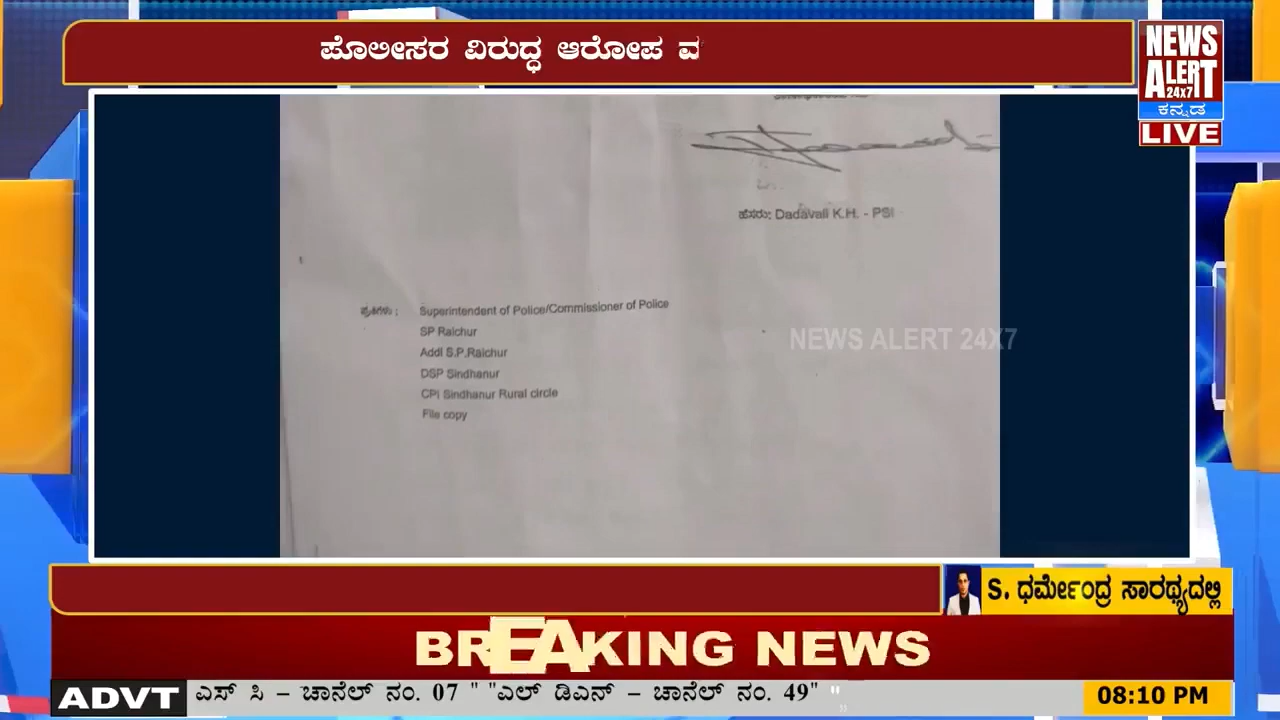 ಪೊಲೀಸರ ವಿರುದ್ಧ ಆರೋಪ
NEWS
ALERT
24x7
ಕನ್ನಡ
LIVE
ಹೆಸರು: Dadavali K.H. - PSI
ಪ್ರತಿಗಳು : Superintendent of Police/Commissioner of Police
SP Raichur
Addl S.P.Raichur
DSP Sindhanur
CPI Sindhanur Rural circle
File copy
NEWS ALERT 24X7
S. ಧರ್ಮೇಂದ್ರ ಸಾರಥ್ಯದಲ್ಲಿ
BREAKING NEWS
ADVT ಎಸ್ ಸಿ - ಚಾನೆಲ್ ನಂ. 07 " "ಎಲ್ ಡಿಎನ್ - ಚಾನೆಲ್ ನಂ. 49" "
08:10 PM